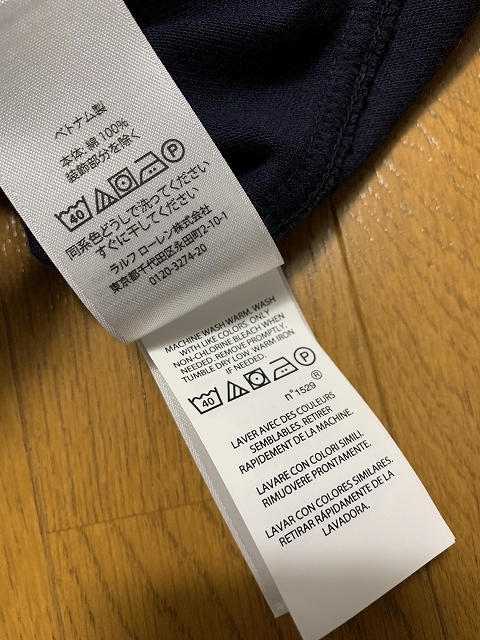 ベトナム製
本体:綿 100%
装飾部分を除く
40 P
同系色どうしで洗ってください
すぐに干してください
ラルフ ローレン株式会社
東京都千代田区永田町2-10-1
0120-3274-20
MACHINE WASH WARM. WASH
WITH LIKE COLORS. ONLY
NON-CHLORINE BLEACH WHEN
NEEDED. REMOVE PROMPTLY.
TUMBLE DRY LOW. WARM IRON
IF NEEDED.
40 P
n°1529 ®
LAVER AVEC DES COULEURS
SEMBLABLES. RETIRER
RAPIDEMENT DE LA MACHINE.
LAVARE CON COLORI SIMILI.
RIMUOVERE PRONTAMENTE.
LAVAR CON COLORES SIMILARES.
RETIRAR RÁPIDAMENTE DE LA
LAVADORA.